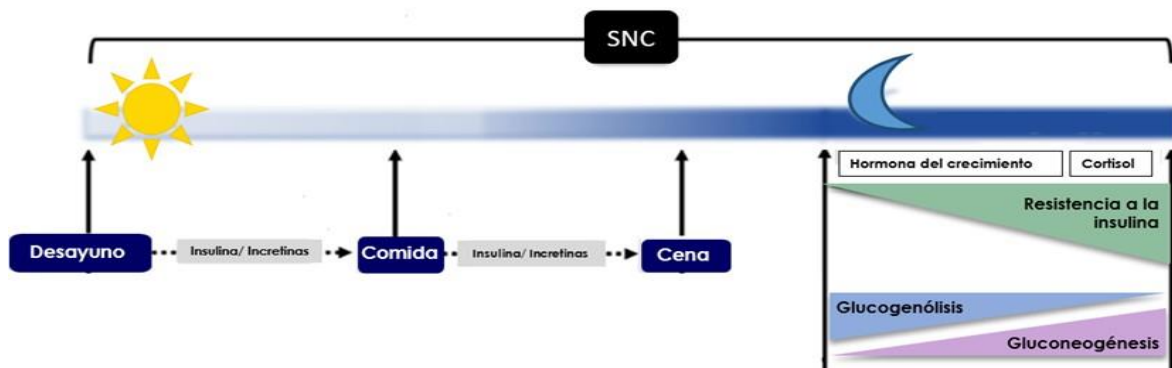 SNC
Hormona del crecimiento
Cortisol
Resistencia a la
insulina
Desayuno
Insulina/ Incretinas
Comida
Insulina/ Incretinas
Cena
Glucogenólisis
Gluconeogénesis